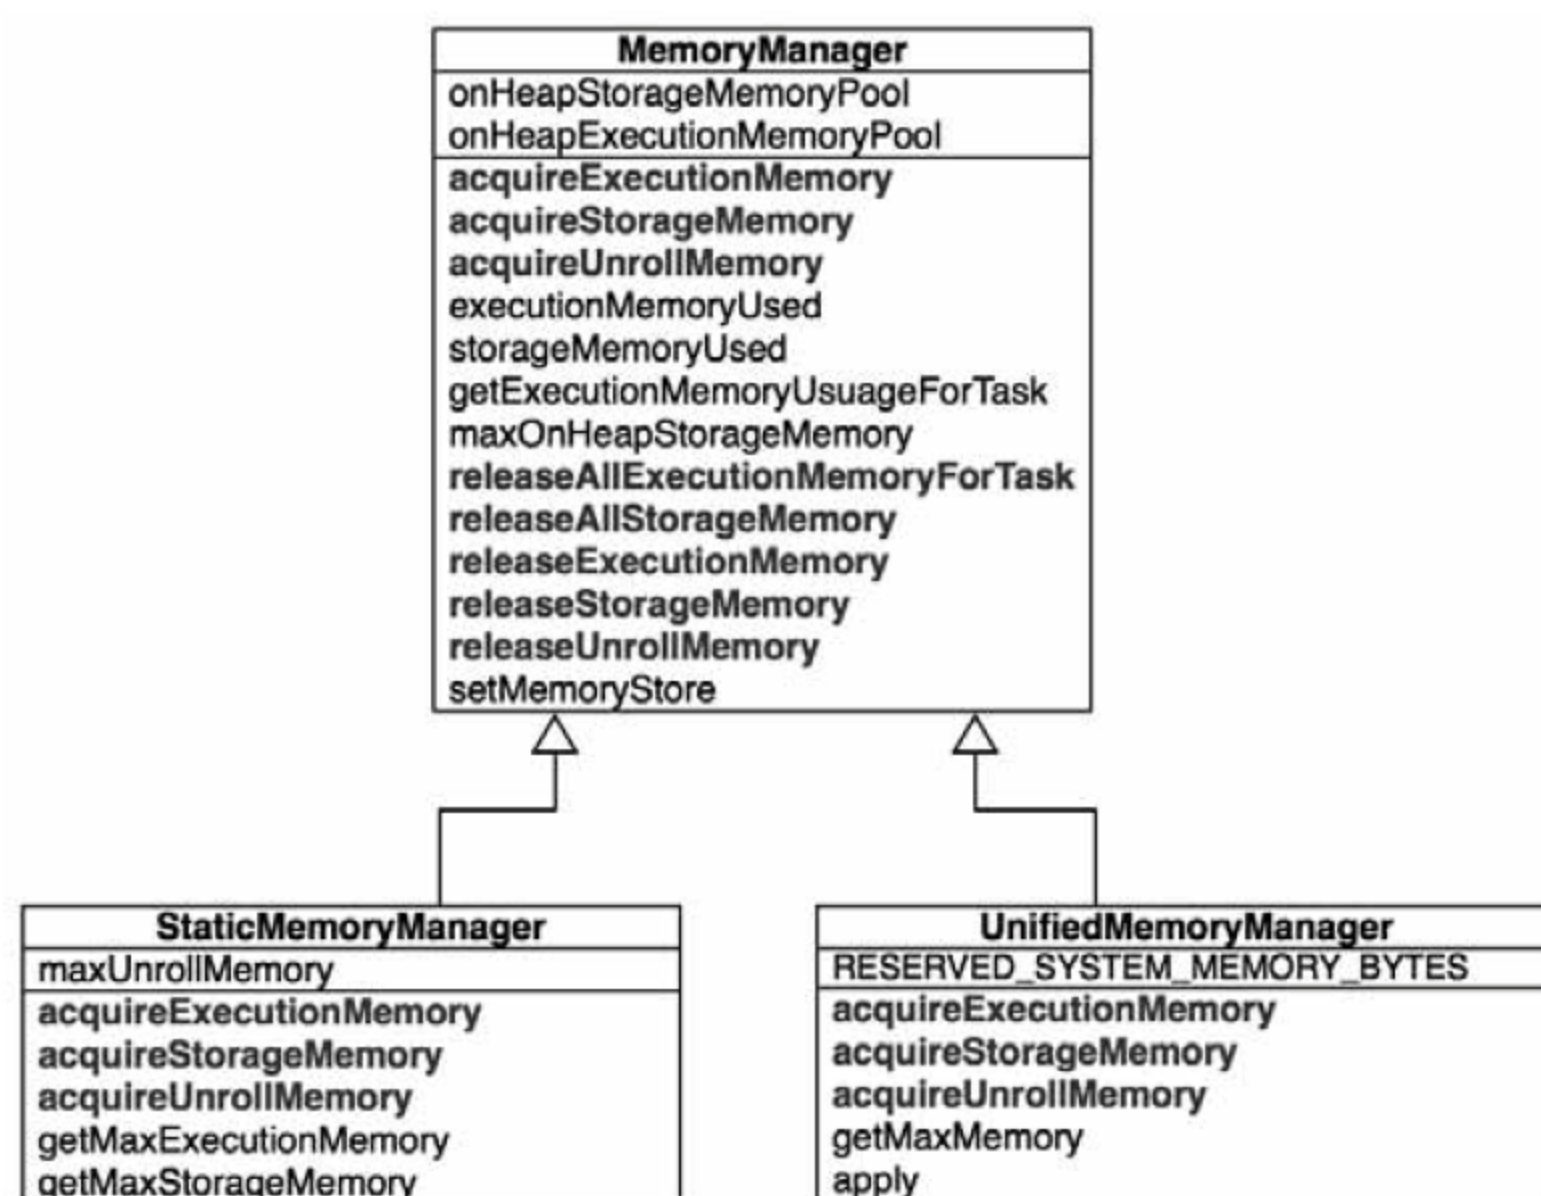 MemoryManager
onHeapStorageMemoryPool
onHeapExecutionMemoryPool
acquireExecutionMemory
acquireStorageMemory
acquireUnrollMemory
executionMemoryUsed
storageMemoryUsed
getExecutionMemoryUsuageForTask
maxOnHeapStorageMemory
releaseAllExecutionMemoryForTask
releaseAllStorageMemory
releaseExecutionMemory
releaseStorageMemory
releaseUnrollMemory
setMemoryStore
StaticMemoryManager
maxUnrollMemory
acquireExecutionMemory
acquireStorageMemory
acquireUnrollMemory
getMaxExecutionMemory
getMaxStorageMemory
UnifiedMemoryManager
RESERVED_SYSTEM_MEMORY_BYTES
acquireExecutionMemory
acquireStorageMemory
acquireUnrollMemory
getMaxMemory
apply